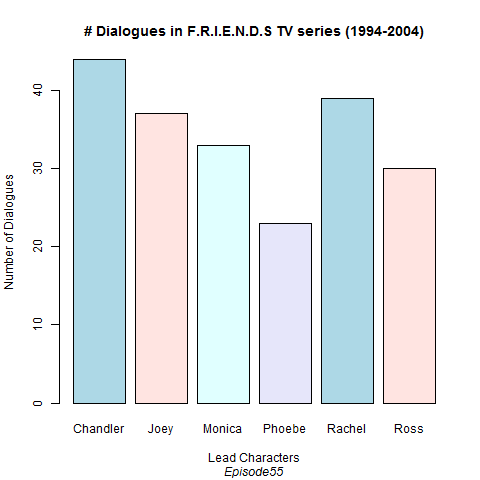 # Dialogues in F.R.I.E.N.D.S TV series (1994-2004)
Number of Dialogues
40
30
20
10
0
Chandler Joey Monica Phoebe Rachel Ross
Lead Characters
Episode55